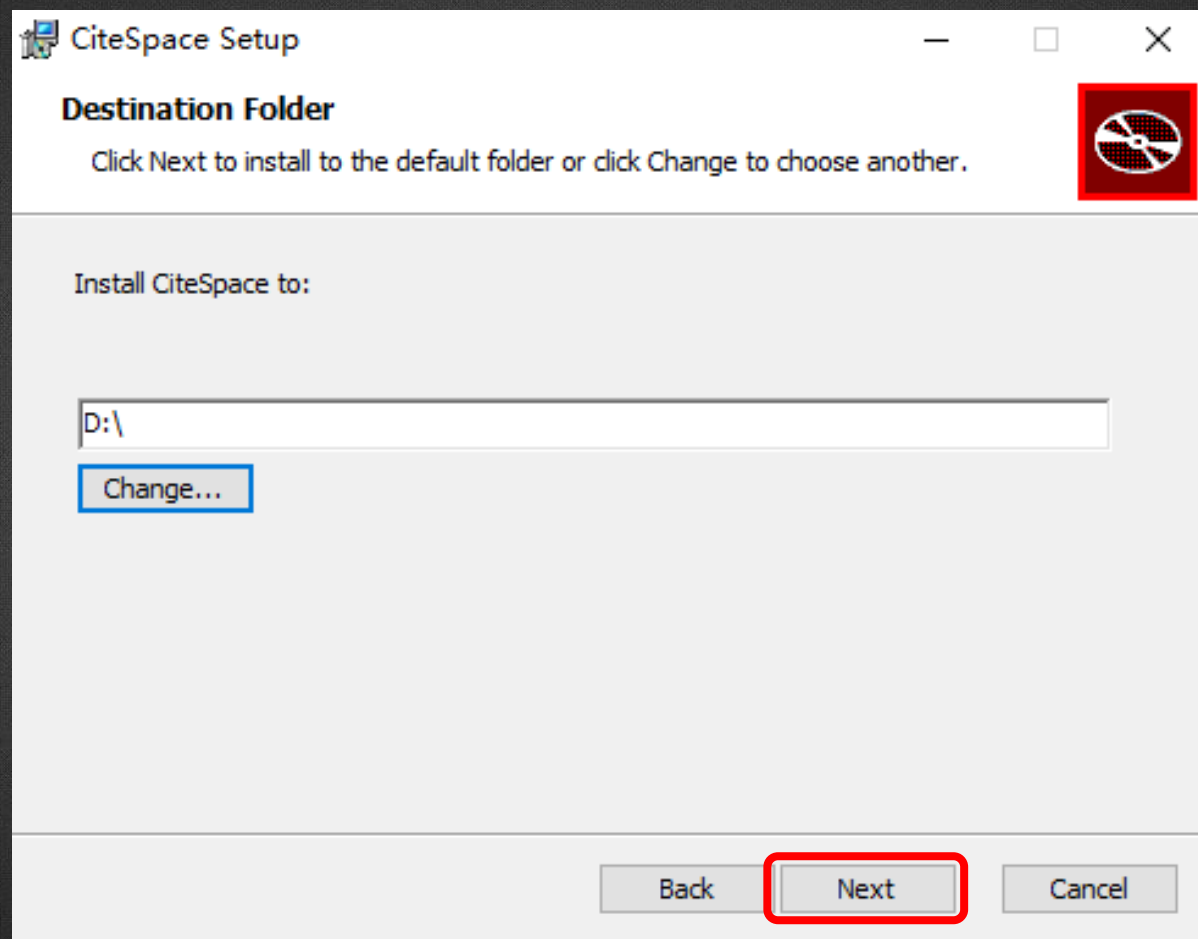 CiteSpace Setup
Destination Folder
Click Next to install to the default folder or click Change to choose another.
Install CiteSpace to:
D:\
Change...
Back Next Cancel